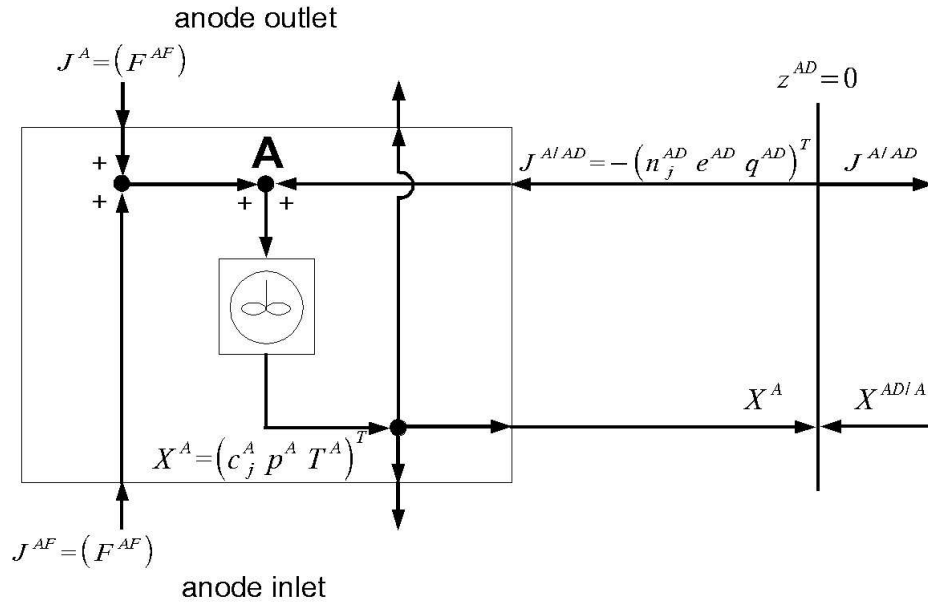 anode outlet
J^A=(F^{AF})
z^{AD}=0
+
A
J^{A/AD}=-(n_j^{AD} e^{AD} q^{AD})^T
J^{A/AD}
+
+ +
X^A
X^{AD/A}
X^A=(c_j^A p^A T^A)^T
J^{AF}=(F^{AF})
anode inlet